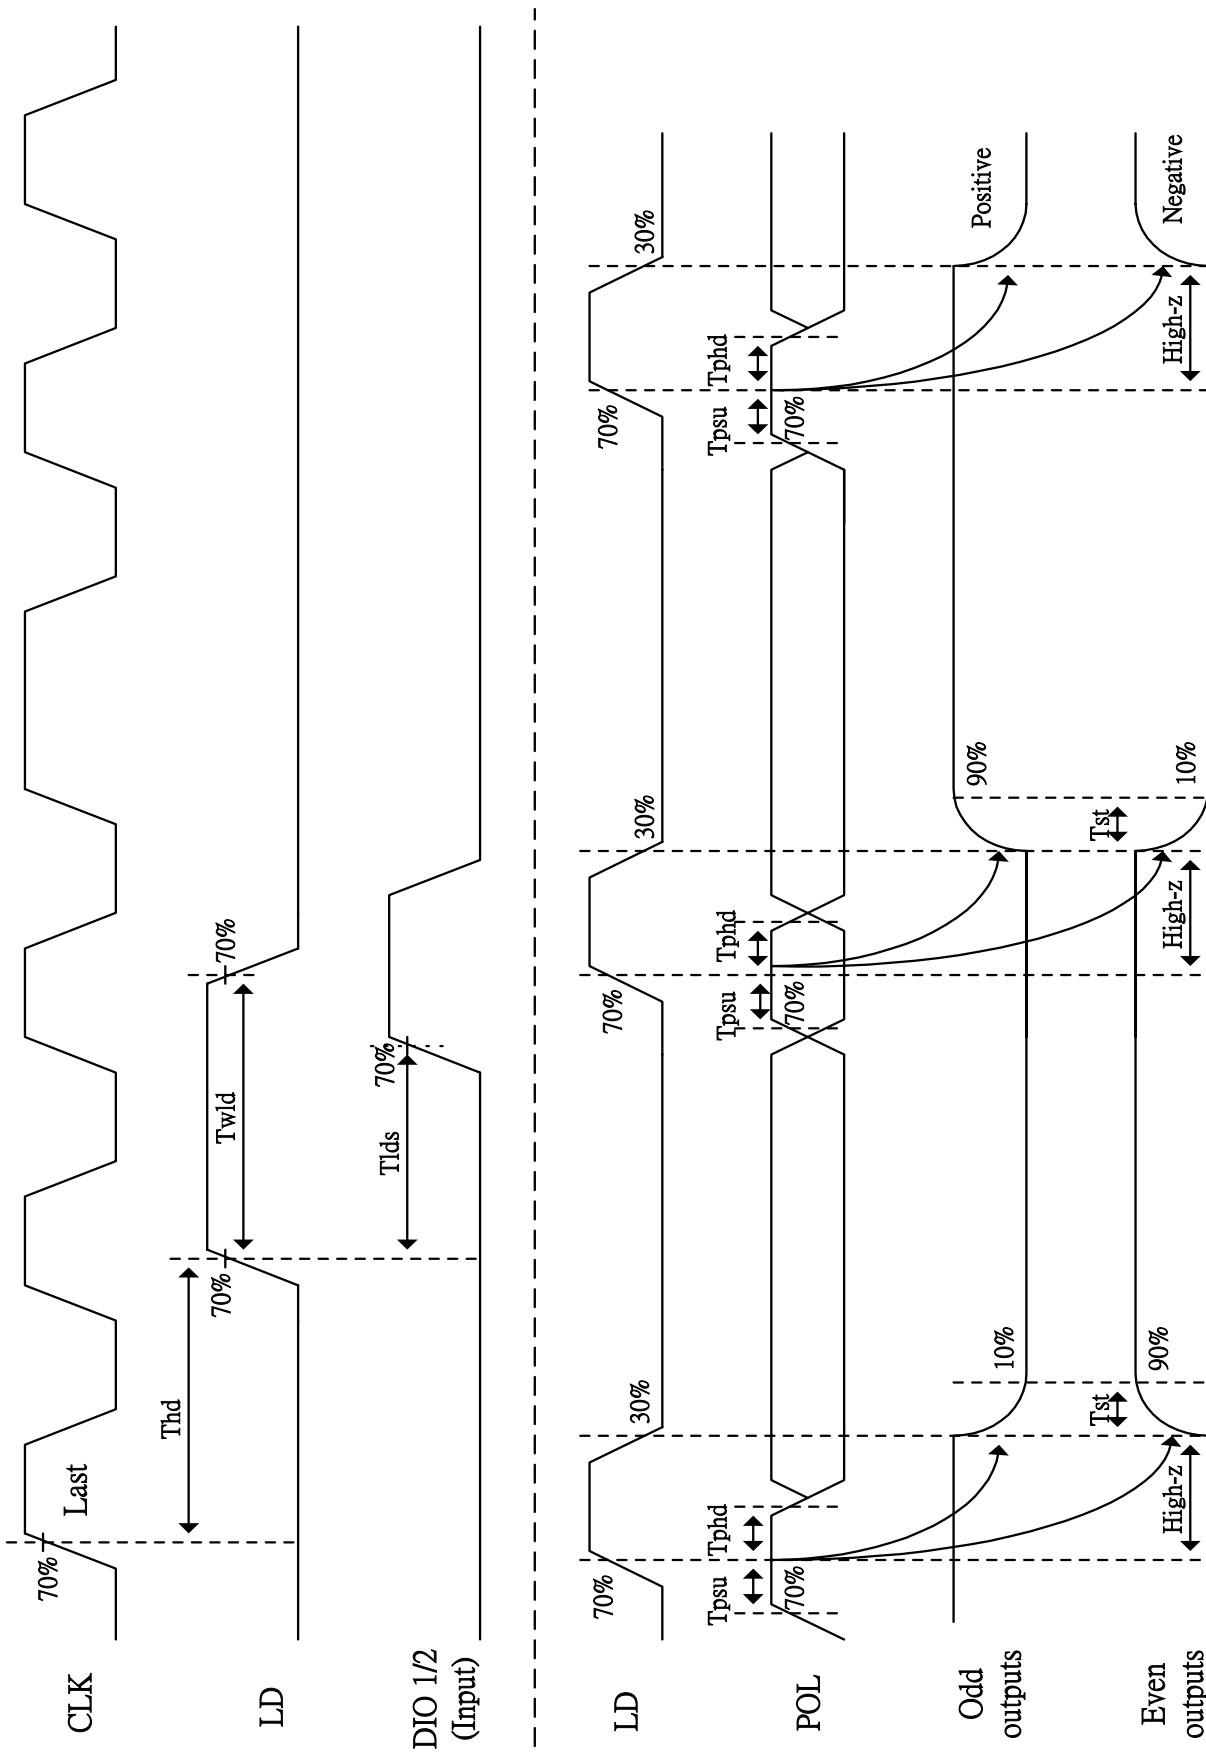 CLK
70%
Last
Thd
LD
70%
Twld
70%
DIO 1/2
(Input)
Tlds
70%
LD
70%
30%
70%
30%
70%
30%
POL
Tpsu
Tphd
70%
Tpsu
Tphd
70%
Tpsu
Tphd
70%
Odd
outputs
10%
90%
Positive
Even
outputs
High-z
Tst
90%
High-z
Tst
10%
High-z
Negative